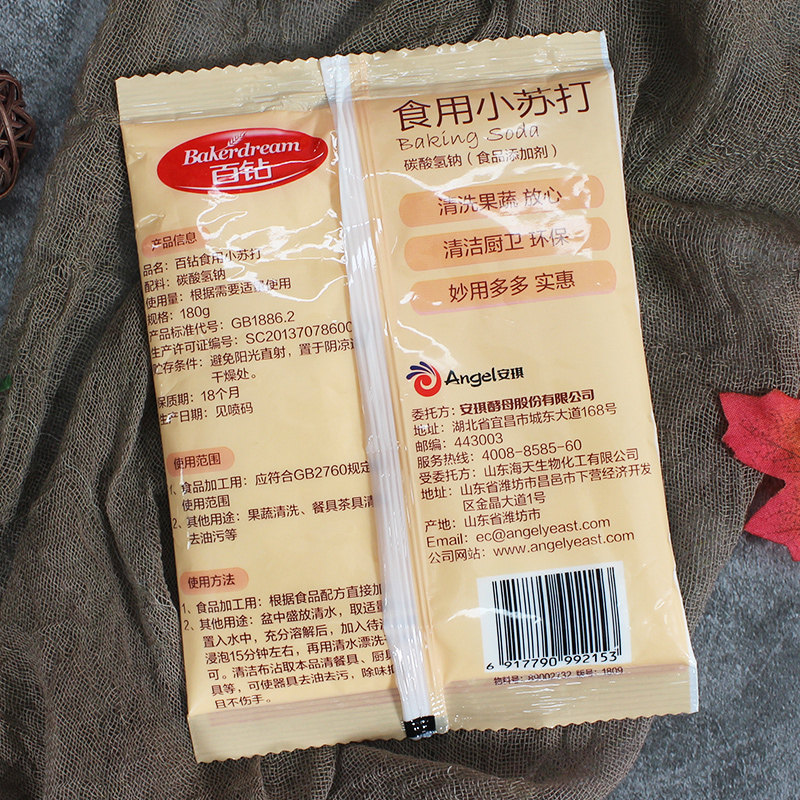 Bakerdream
百钻
产品信息
品名：百钻食用小苏打
配料：碳酸氢钠
使用量：根据需要适量使用
规格：180g
产品标准代号：GB1886.2
生产许可证编号：SC2013707860
贮存条件：避免阳光直射，置于阴凉
干燥处。
保质期：18个月
生产日期：见喷码
使用范围
1、食品加工用：应符合GB2760规定
使用范围
2、其他用途：果蔬清洗、餐具茶具清
去油污等
使用方法
1、食品加工用：根据食品配方直接加
2、其他用途：盆中盛放清水，取适量
置入水中，充分溶解后，加入待
浸泡15分钟左右，再用清水漂洗
可。清洁布沾取本品清洁餐具、厨
具等，可使器具去油去污，除味
且不伤手。
食用小苏打
Baking Soda
碳酸氢钠（食品添加剂）
清洗果蔬 放心
清洁厨卫 环保
妙用多多 实惠
Angel安琪
委托方：安琪酵母股份有限公司
地址：湖北省宜昌市城东大道168号
邮编：443003
服务热线：4008-8585-60
受委托方：山东海天生物化工有限公司
地址：山东省潍坊市昌邑市下营经济开发
区金晶大道1号
产地：山东省潍坊市
Email：ec@angelyeast.com
公司网站：www.angelyeast.com
6 917790 992153
物料号：89002732 版号：1809